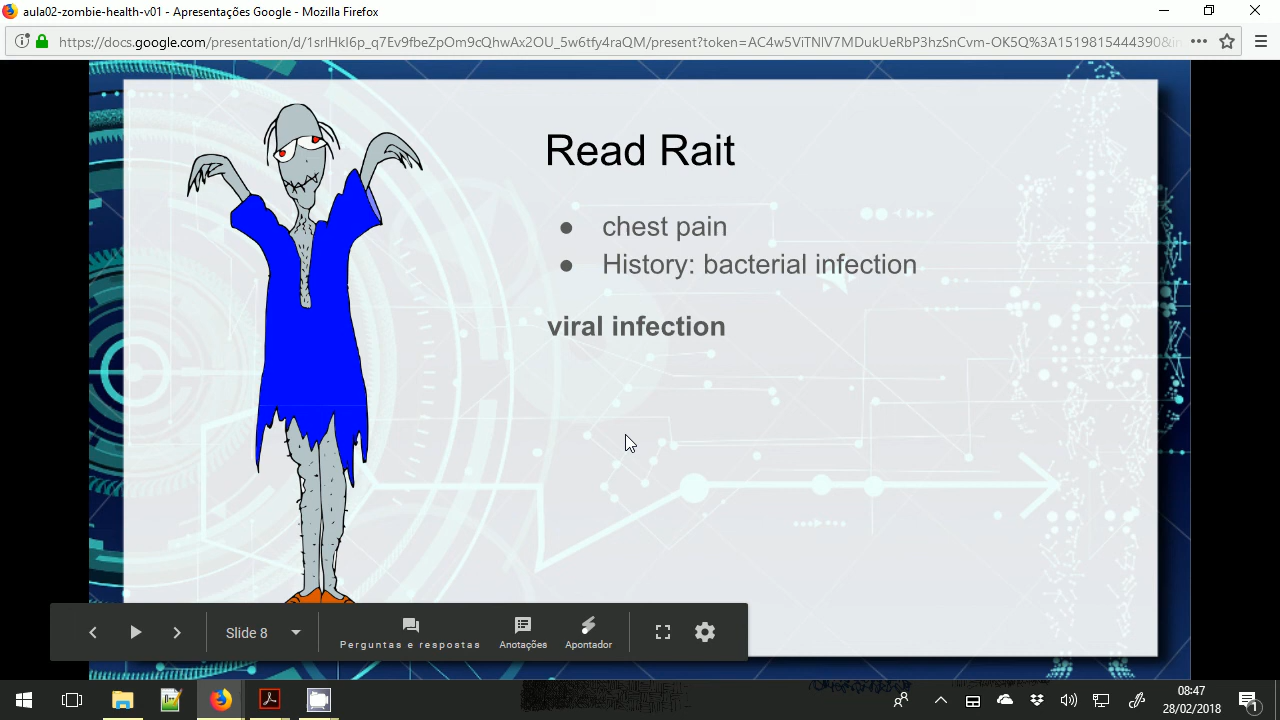 aula02-zombie-health-v01 - Apresentações Google - Mozilla Firefox
https://docs.google.com/presentation/d/1srlHkI6p_q7Ev9fbeZpOm9cQhwAx2OU_5w6tfy4raQM/present?token=AC4w5ViTNlV7MDukUeRbP3hzSnCvm-OK5Q%3A1519815444390&in
Read Rait
● chest pain
● History: bacterial infection
viral infection
Slide 8
Perguntas e respostas
Anotações
Apontador
08:47
28/02/2018
1